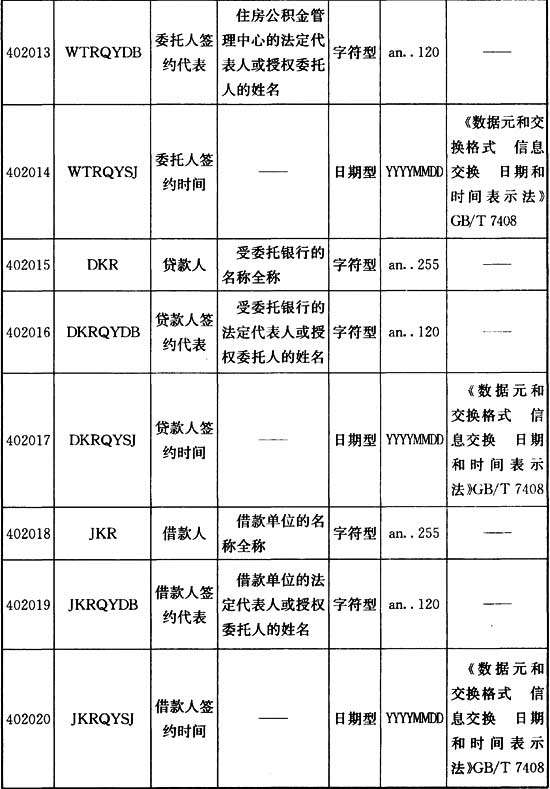 402013 WTRQYDB 委托人签约代表 住房公积金管理中心的法定代表人或授权委托人的姓名 字符型 an..120 ——
402014 WTRQYSJ 委托人签约时间 —— 日期型 YYYYMMDD 《数据元和交换格式 信息交换 日期和时间表示法》GB/T 7408
402015 DKR 贷款人 受委托银行的名称全称 字符型 an..255 ——
402016 DKRQYDB 贷款人签约代表 受委托银行的法定代表人或授权委托人的姓名 字符型 an..120 ——
402017 DKRQYSJ 贷款人签约时间 —— 日期型 YYYYMMDD 《数据元和交换格式 信息交换 日期和时间表示法》GB/T 7408
402018 JKR 借款人 借款单位的名称全称 字符型 an..255 ——
402019 JKRQYDB 借款人签约代表 借款单位的法定代表人或授权委托人的姓名 字符型 an..120 ——
402020 JKRQYSJ 借款人签约时间 —— 日期型 YYYYMMDD 《数据元和交换格式 信息交换 日期和时间表示法》GB/T 7408